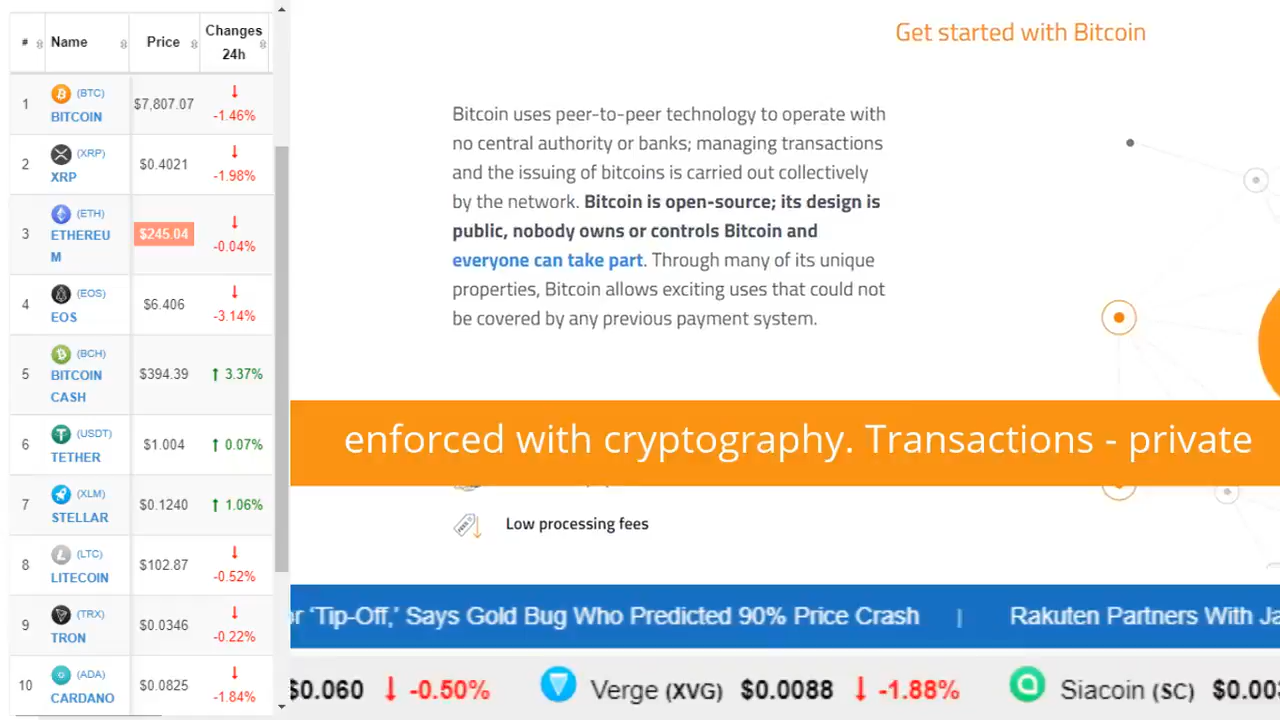 # Name Price Changes 24h
1 (BTC) BITCOIN $7,807.07 ↓ -1.46%
2 (XRP) XRP $0.4021 ↓ -1.98%
3 (ETH) ETHEREUM $245.04 ↓ -0.04%
4 (EOS) EOS $6.406 ↓ -3.14%
5 (BCH) BITCOIN CASH $394.39 ↑ 3.37%
6 (USDT) TETHER $1.004 ↑ 0.07%
7 (XLM) STELLAR $0.1240 ↑ 1.06%
8 (LTC) LITECOIN $102.87 ↓ -0.52%
9 (TRX) TRON $0.0346 ↓ -0.22%
10 (ADA) CARDANO $0.0825 ↓ -1.84%
Get started with Bitcoin
Bitcoin uses peer-to-peer technology to operate with
no central authority or banks; managing transactions
and the issuing of bitcoins is carried out collectively
by the network. Bitcoin is open-source; its design is
public, nobody owns or controls Bitcoin and
everyone can take part. Through many of its unique
properties, Bitcoin allows exciting uses that could not
be covered by any previous payment system.
enforced with cryptography. Transactions - private
Low processing fees
or 'Tip-Off,' Says Gold Bug Who Predicted 90% Price Crash | Rakuten Partners With Ja
$0.060 ↓ -0.50% Verge (XVG) $0.0088 ↓ -1.88% Siacoin (SC) $0.00